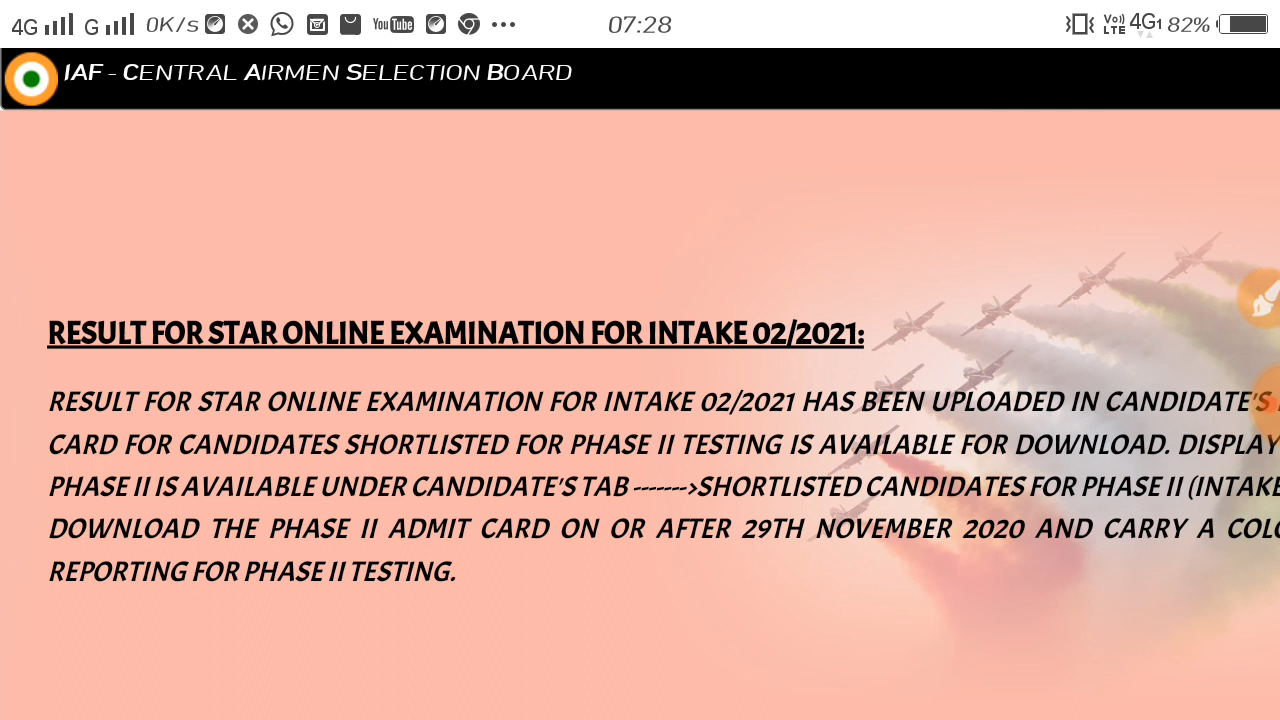 4G G 0K/s YouTube 07:28 VoLTE 4G1 82%
IAF - CENTRAL AIRMEN SELECTION BOARD
RESULT FOR STAR ONLINE EXAMINATION FOR INTAKE 02/2021:
RESULT FOR STAR ONLINE EXAMINATION FOR INTAKE 02/2021 HAS BEEN UPLOADED IN CANDIDATE'S
CARD FOR CANDIDATES SHORTLISTED FOR PHASE II TESTING IS AVAILABLE FOR DOWNLOAD. DISPLAY
PHASE II IS AVAILABLE UNDER CANDIDATE'S TAB ------->SHORTLISTED CANDIDATES FOR PHASE II (INTAKE
DOWNLOAD THE PHASE II ADMIT CARD ON OR AFTER 29TH NOVEMBER 2020 AND CARRY A
REPORTING FOR PHASE II TESTING.